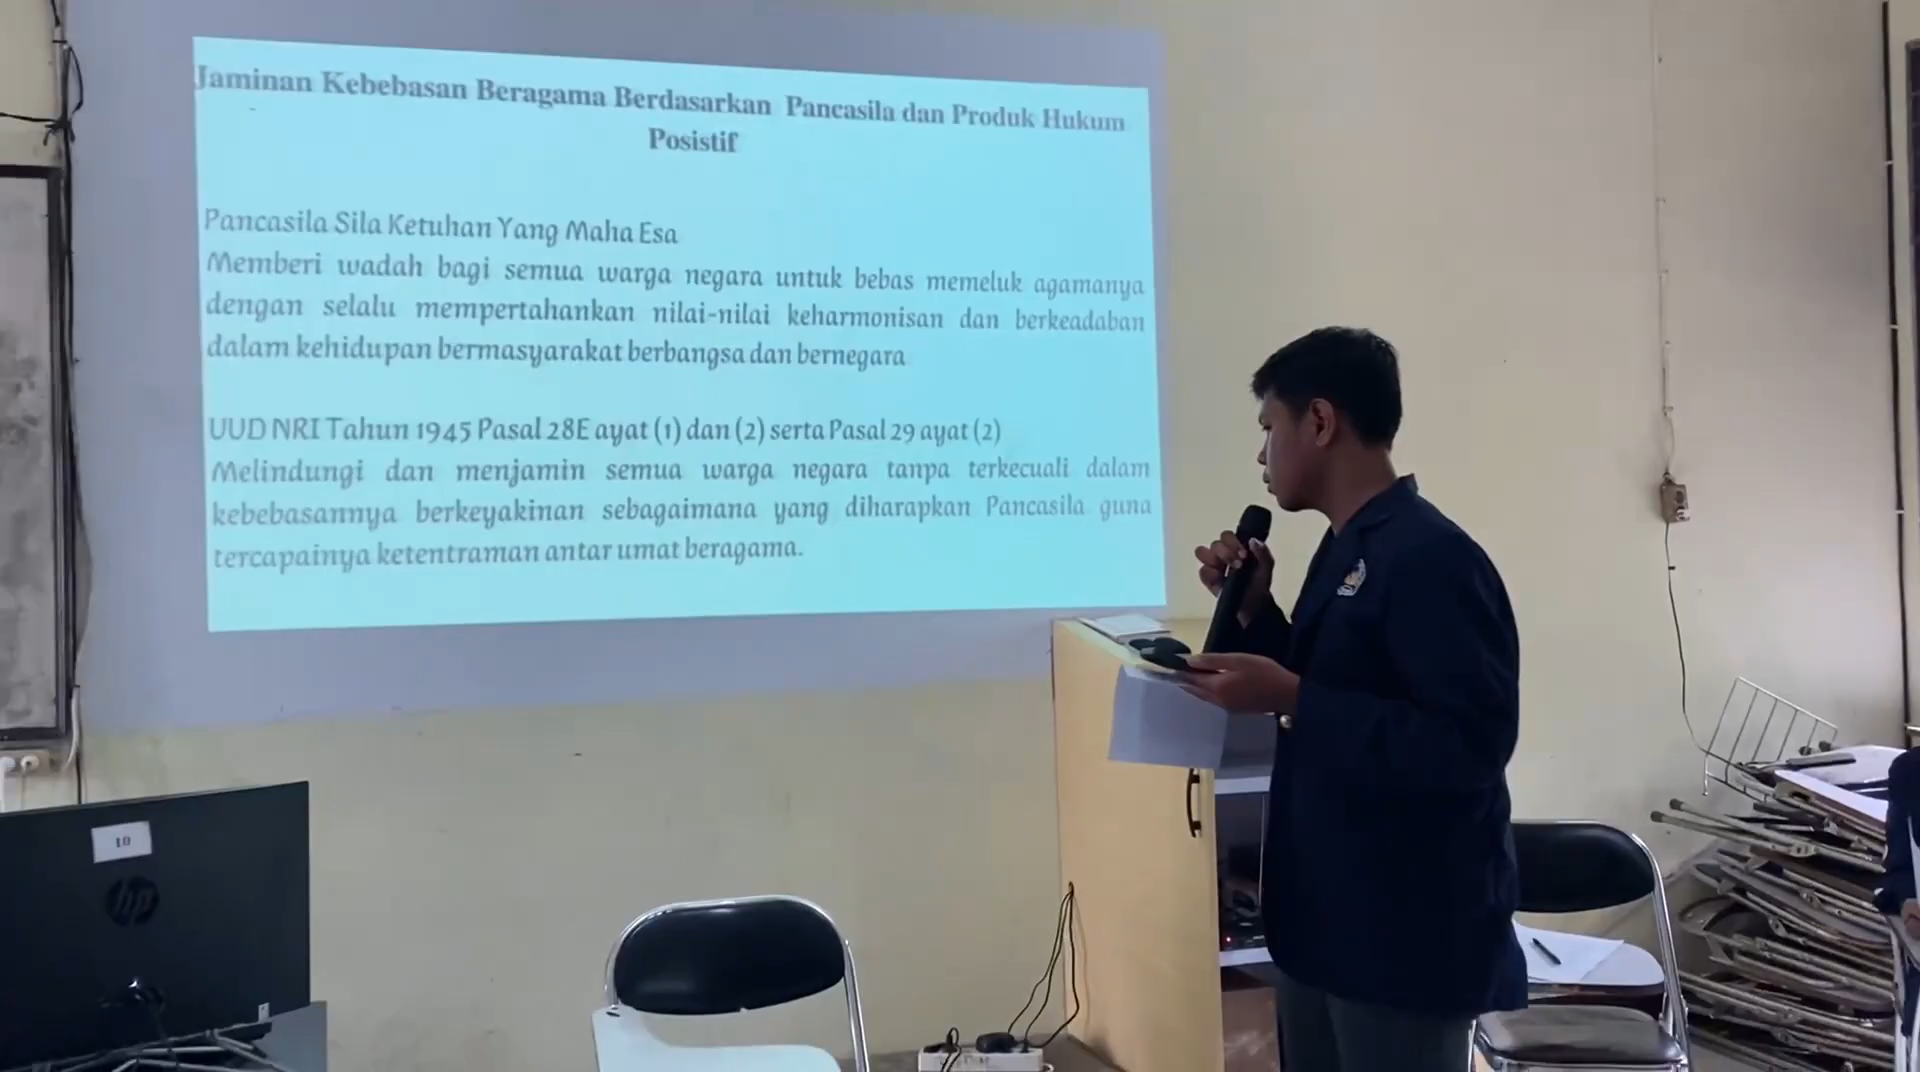 Jaminan Kebebasan Beragama Berdasarkan Pancasila dan Produk Hukum
Posistif
Pancasila Sila Ketuhan Yang Maha Esa
Memberi wadah bagi semua warga negara untuk bebas memeluk agamanya
dengan selalu mempertahankan nilai-nilai keharmonisan dan berkeadaban
dalam kehidupan bermasyarakat berbangsa dan bernegara
UUD NRI Tahun 1945 Pasal 28E ayat (1) dan (2) serta Pasal 29 ayat (2)
Melindungi dan menjamin semua warga negara tanpa terkecuali dalam
kebebasannya berkeyakinan sebagaimana yang diharapkan Pancasila guna
tercapainya ketentraman antar umat beragama.
10
hp